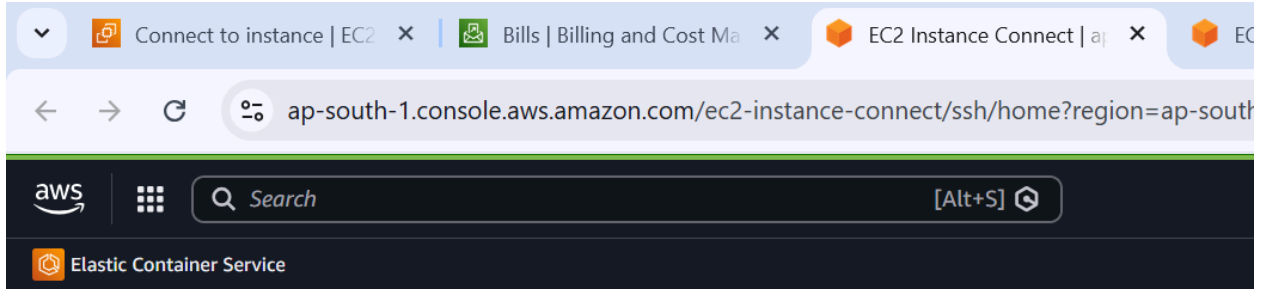 Connect to instance | EC2
Bills | Billing and Cost Ma
EC2 Instance Connect | a
EC
ap-south-1.console.aws.amazon.com/ec2-instance-connect/ssh/home?region=ap-south
aws
Search
[Alt+S]
Elastic Container Service